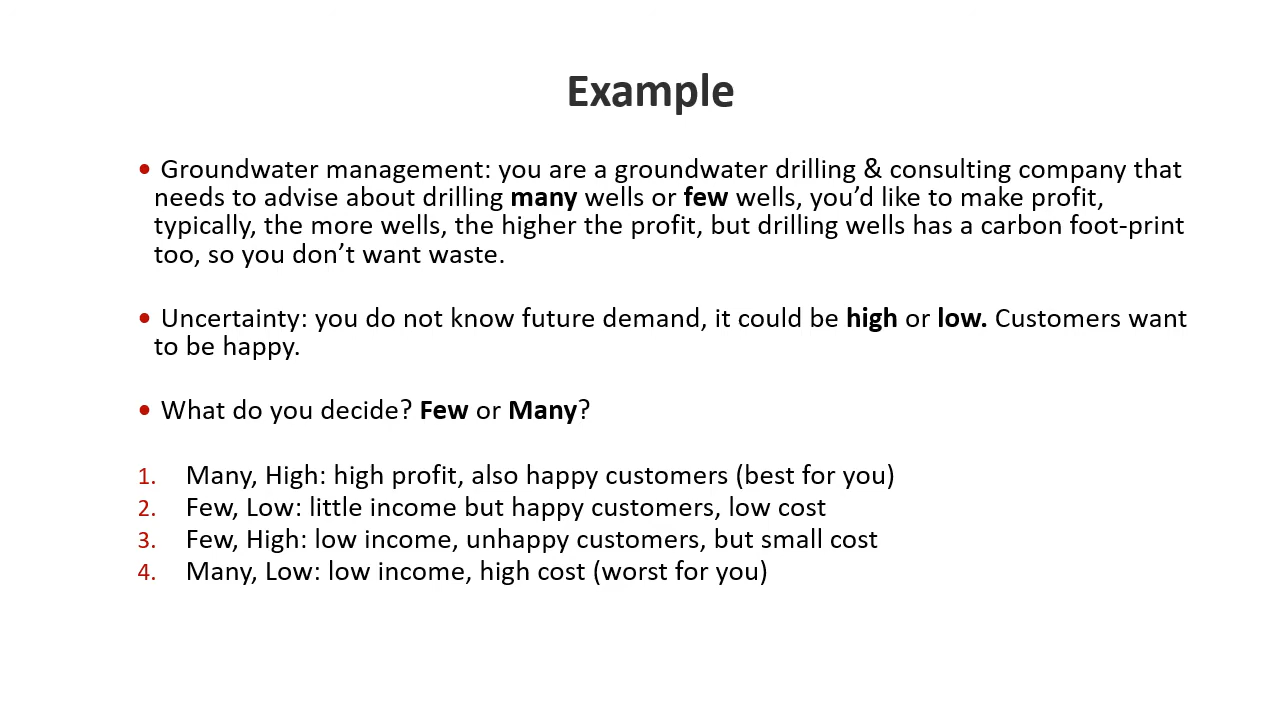 Example
• Groundwater management: you are a groundwater drilling & consulting company that
needs to advise about drilling many wells or few wells, you’d like to make profit,
typically, the more wells, the higher the profit, but drilling wells has a carbon foot-print
too, so you don’t want waste.
• Uncertainty: you do not know future demand, it could be high or low. Customers want
to be happy.
• What do you decide? Few or Many?
1. Many, High: high profit, also happy customers (best for you)
2. Few, Low: little income but happy customers, low cost
3. Few, High: low income, unhappy customers, but small cost
4. Many, Low: low income, high cost (worst for you)